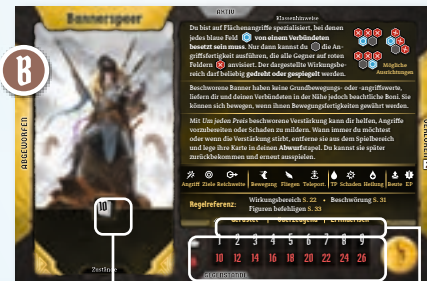 Bannerspeer
AKTIV
Klassenhinweise
Du bist auf Flächenangriffe spezialisiert, bei denen
jedes blaue Feld von einem Verbündeten
besetzt sein muss. Nur dann kannst du die An-
griffsfertigkeit ausführen, die alle Gegner auf roten
Feldern anvisiert. Der dargestellte Wirkungsbe-
reich darf beliebig gedreht oder gespiegelt werden.
Mögliche
Ausrichtungen
Beschworene Banner haben keine Grundbewegungs- oder -angriffswerte,
liefern dir und deinen Verbündeten in der Nähe jedoch beachtliche Boni. Sie
können sich bewegen, wenn ihnen Bewegungsfertigkeiten gewährt werden.
Mit Um jeden Preis beschworene Verstärkung kann dir helfen, Angriffe
vorzubereiten oder Schaden zu mildern. Wann immer du möchtest
oder wenn die Verstärkung stirbt, entferne sie aus dem Spielbereich
und lege ihre Karte in deinen Abwurfstapel. Du kannst sie später
zurückbekommen und erneut ausspielen.
Angriff Ziele Reichweite Bewegung Fliegen Teleport. TP Schaden Heilung Beute EP
Regelreferenz:
Wirkungsbereich S. 22 • Beschwörung S. 31
Figuren befehligen S. 33
ABGEWORFEN
B
10
1 2 3 4 5 6 7 8 9
10 12 14 16 18 20 22 24 26
Zustände
GEGENSTÄNDE